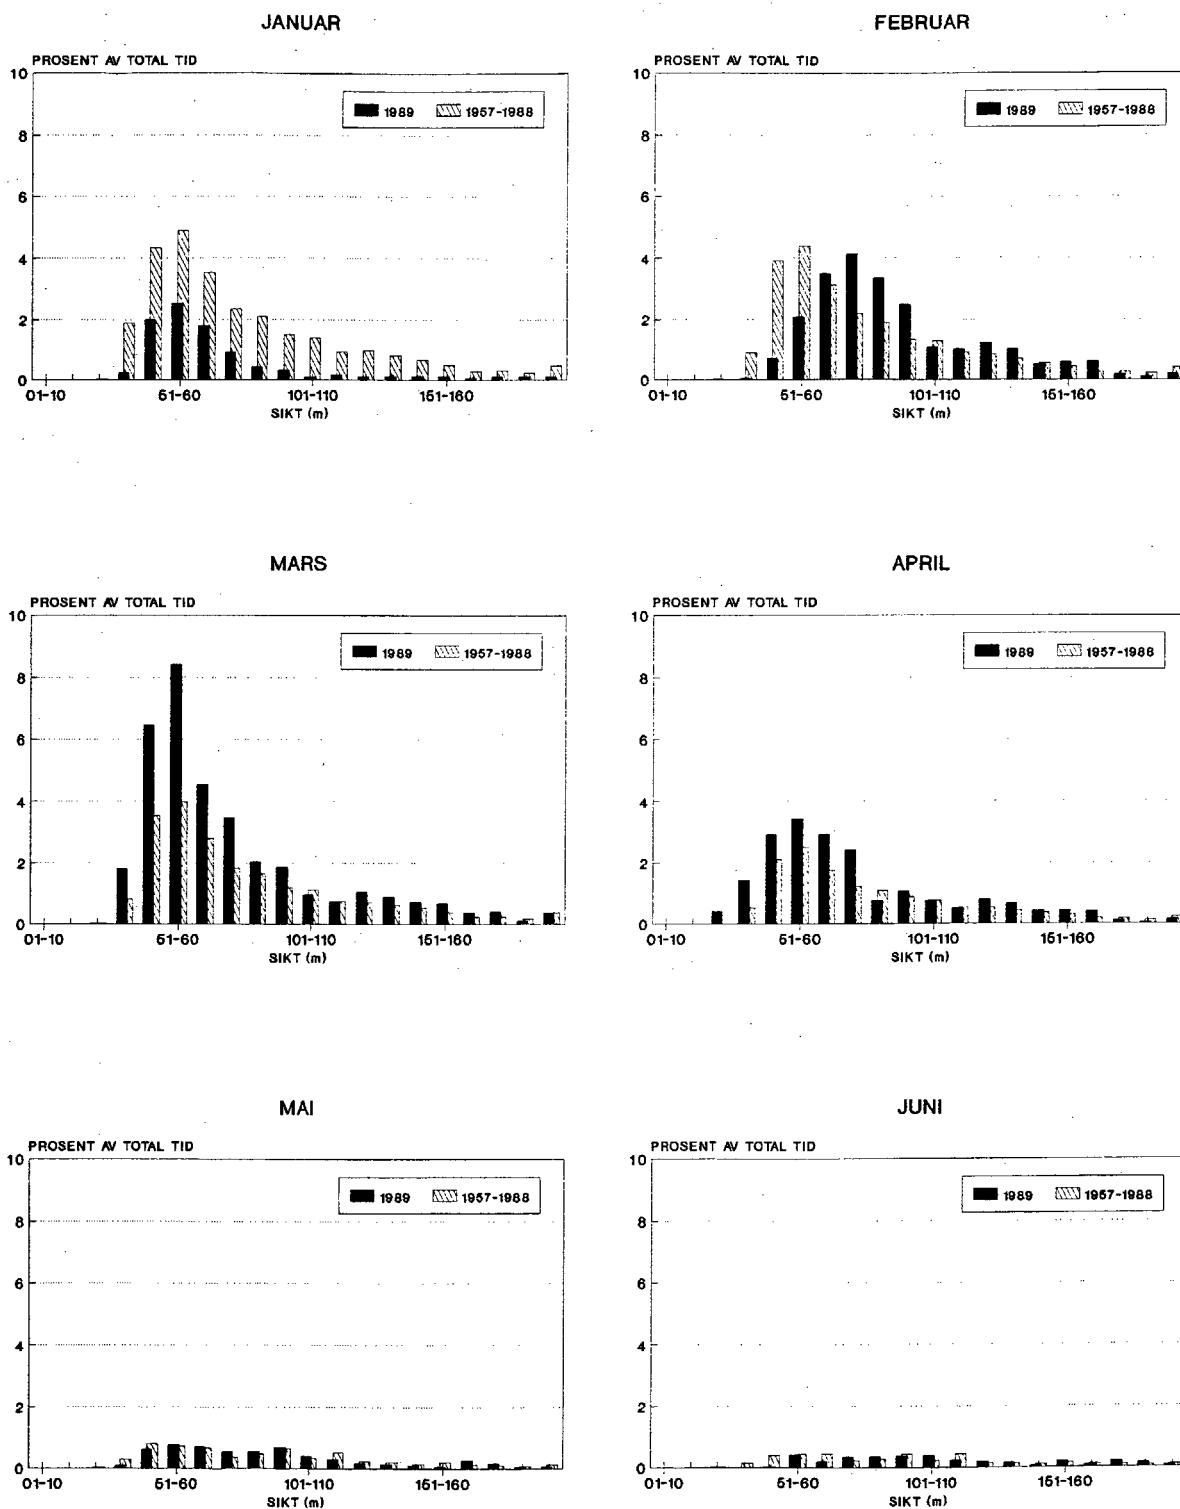 JANUAR
PROSENT AV TOTAL TID
10
1989 1957-1988
8
6
4
2
0
01-10 51-60 101-110 151-160
SIKT (m)
FEBRUAR
PROSENT AV TOTAL TID
10
1989 1957-1988
8
6
4
2
0
01-10 51-60 101-110 151-160
SIKT (m)
MARS
PROSENT AV TOTAL TID
10
1989 1957-1988
8
6
4
2
0
01-10 51-60 101-110 151-160
SIKT (m)
APRIL
PROSENT AV TOTAL TID
10
1989 1957-1988
8
6
4
2
0
01-10 51-60 101-110 151-160
SIKT (m)
MAI
PROSENT AV TOTAL TID
10
1989 1957-1988
8
6
4
2
0
01-10 51-60 101-110 151-160
SIKT (m)
JUNI
PROSENT AV TOTAL TID
10
1989 1957-1988
8
6
4
2
0
01-10 51-60 101-110 151-160
SIKT (m)